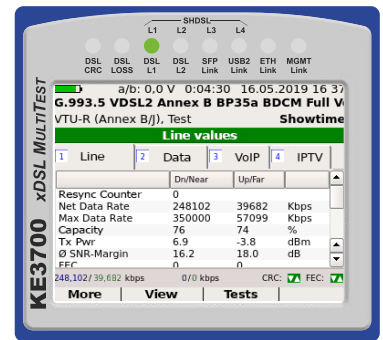 SHDSL
L1 L2 L3 L4
DSL CRC DSL LOSS DSL L1 DSL L2 SFP Link USB2 Link ETH Link MGMT Link
xDSL MULTITEST
KE3700
a/b: 0,0 V 0:04:30 16.05.2019 16 37
G.993.5 VDSL2 Annex B BP35a BDCM Full V
VTU-R (Annex B/J), Test Showtime
Line values
1 Line 2 Data 3 VoIP 4 IPTV
Dn/Near Up/Far
Resync Counter 0
Net Data Rate 248102 39682 Kbps
Max Data Rate 350000 57099 Kbps
Capacity 76 74 %
Tx Pwr 6.9 -3.8 dBm
Ø SNR-Margin 16.2 18.0 dB
FEC 0 0
248,102/39,682 kbps 0/0 kbps CRC: FEC:
More View Tests